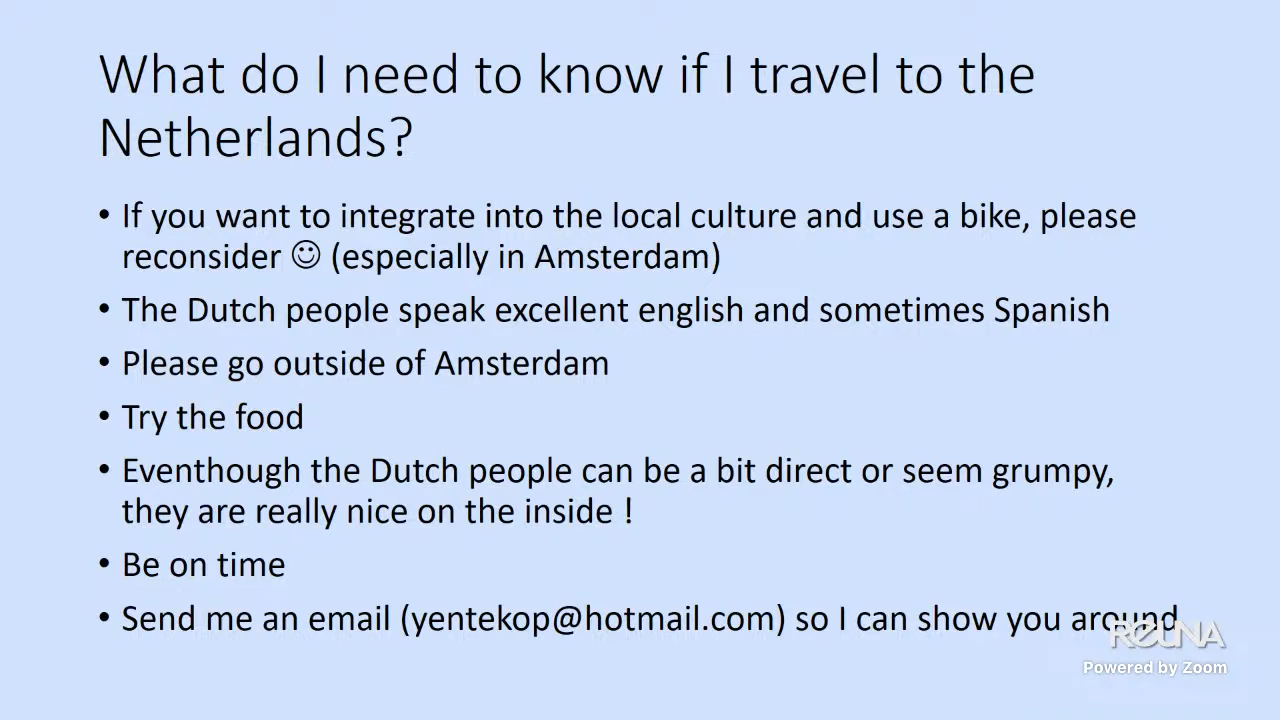 What do I need to know if I travel to the
Netherlands?
• If you want to integrate into the local culture and use a bike, please
reconsider ☺ (especially in Amsterdam)
• The Dutch people speak excellent english and sometimes Spanish
• Please go outside of Amsterdam
• Try the food
• Eventhough the Dutch people can be a bit direct or seem grumpy,
they are really nice on the inside !
• Be on time
• Send me an email (yentekop@hotmail.com) so I can show you around
REUNA
Powered by Zoom